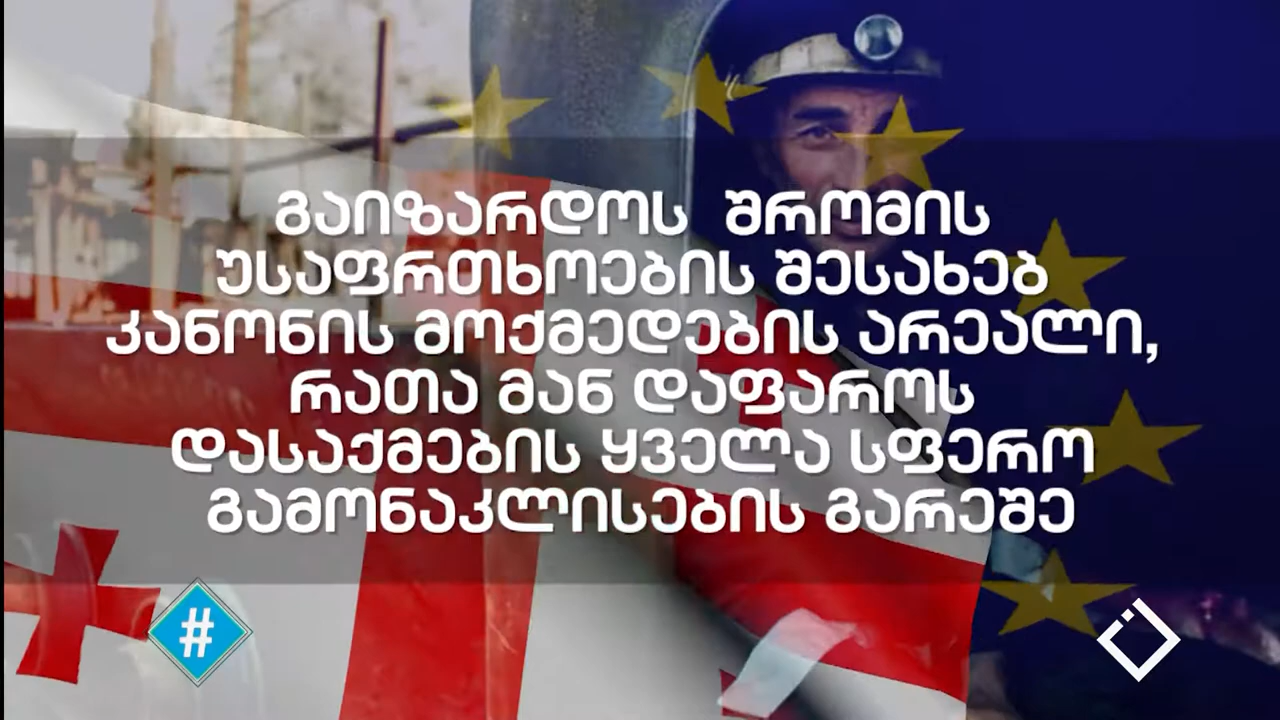 გაიზარდოს შრომის
უსაფრთხოების შესახებ
კანონის მოქმედების არეალი,
რათა მან დაფაროს
დასაქმების ყველა სფერო
გამონაკლისების გარეშე
#